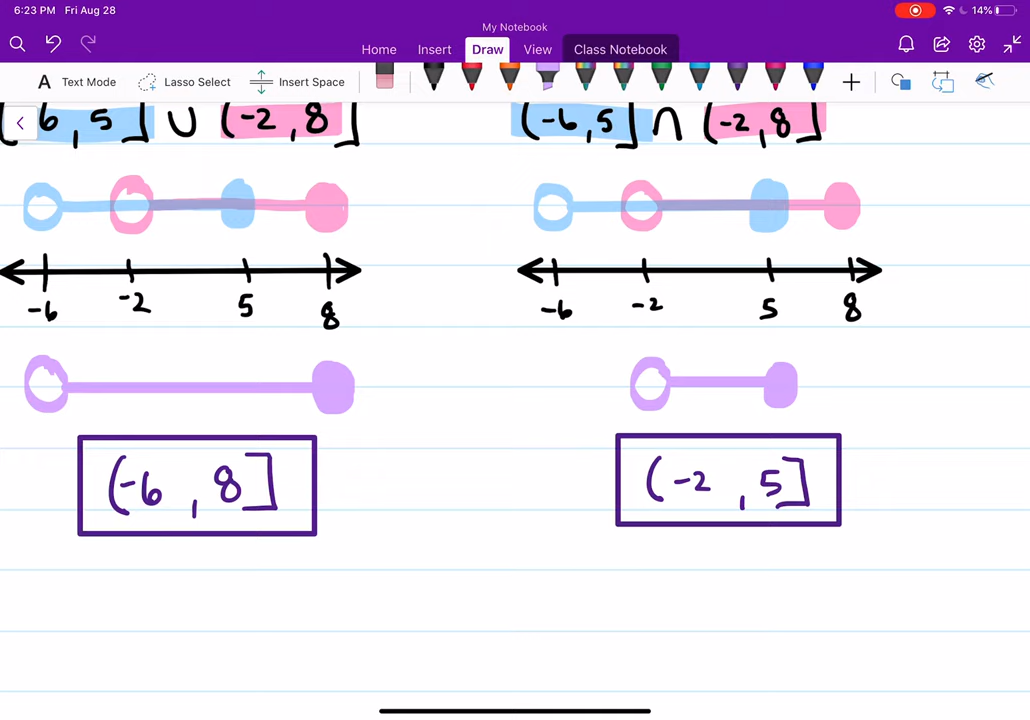 6:23 PM Fri Aug 28 14%
My Notebook
Home Insert Draw View Class Notebook
A Text Mode Lasso Select Insert Space
6, 5] ∪ (-2, 8] (-6, 5] ∩ (-2, 8]
-6 -2 5 8 -6 -2 5 8
(-6, 8] (-2, 5]